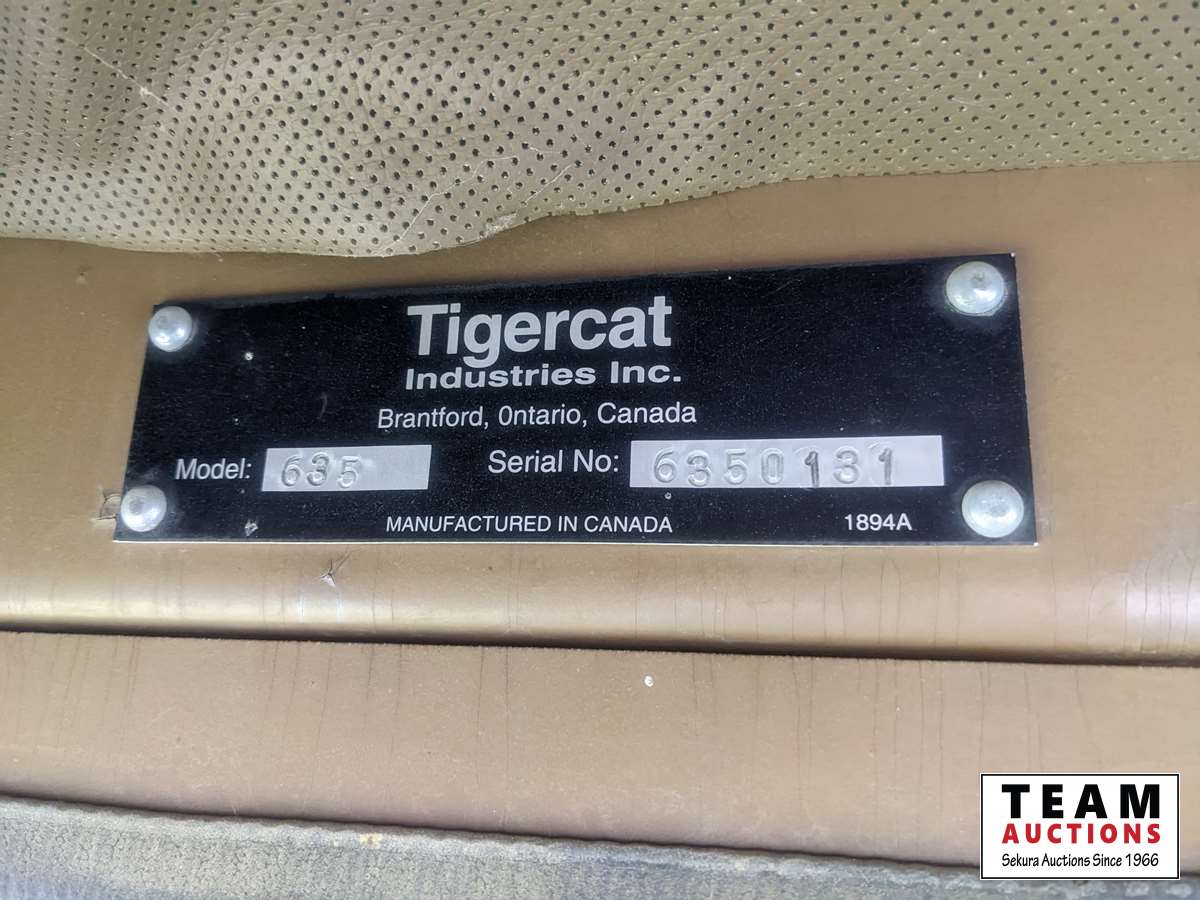 Tigercat
Industries Inc.
Brantford, Ontario, Canada
Model: 635 Serial No: 6350131
MANUFACTURED IN CANADA 1894A
TEAM
AUCTIONS
Sekura Auctions Since 1966